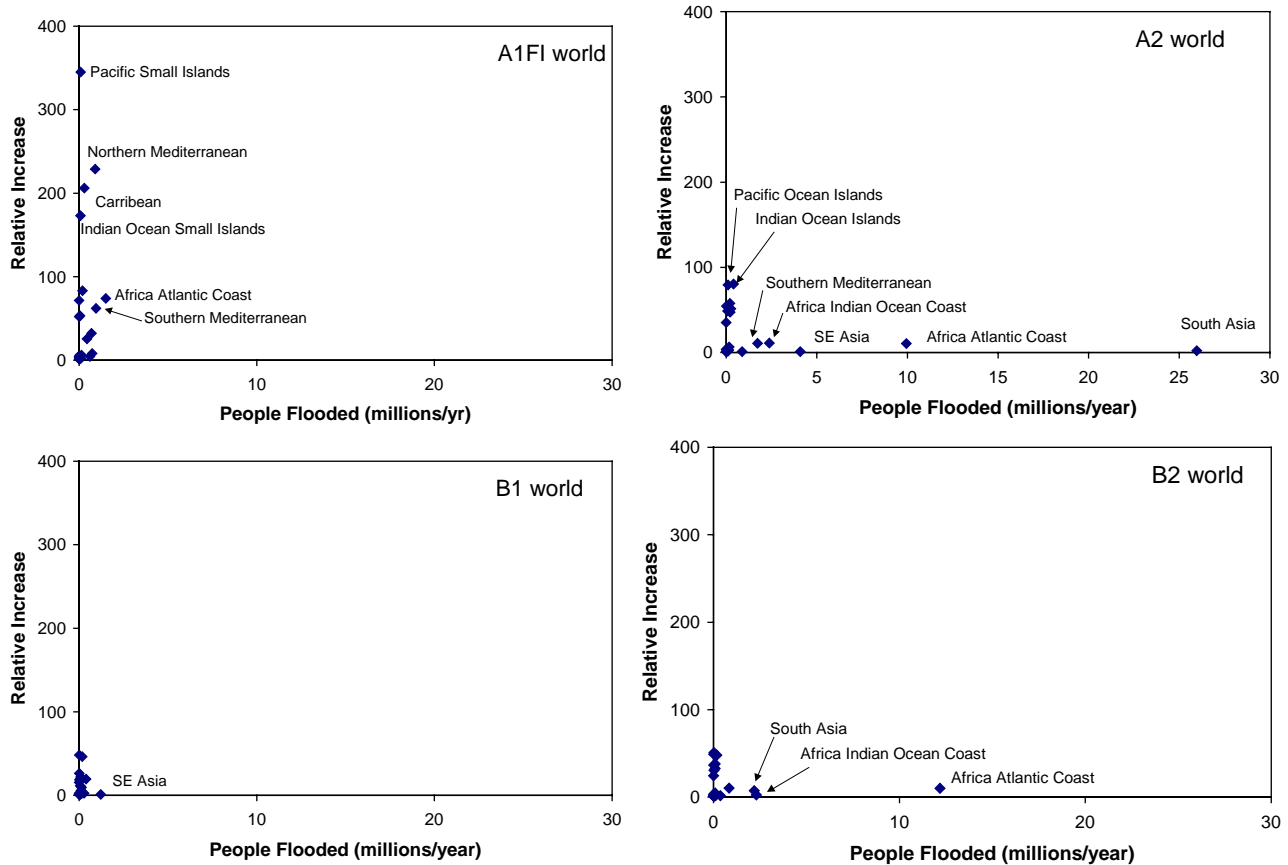 A1FI world
400
300
200
100
0
Relative Increase
Pacific Small Islands
Northern Mediterranean
Carribean
Indian Ocean Small Islands
Africa Atlantic Coast
Southern Mediterranean
0 10 20 30
People Flooded (millions/yr)
A2 world
400
300
200
100
0
Relative Increase
Pacific Ocean Islands
Indian Ocean Islands
Southern Mediterranean
Africa Indian Ocean Coast
SE Asia
Africa Atlantic Coast
South Asia
0 5 10 15 20 25 30
People Flooded (millions/year)
B1 world
400
300
200
100
0
Relative Increase
SE Asia
0 10 20 30
People Flooded (millions/year)
B2 world
400
300
200
100
0
Relative Increase
South Asia
Africa Indian Ocean Coast
Africa Atlantic Coast
0 10 20 30
People Flooded (millions/year)